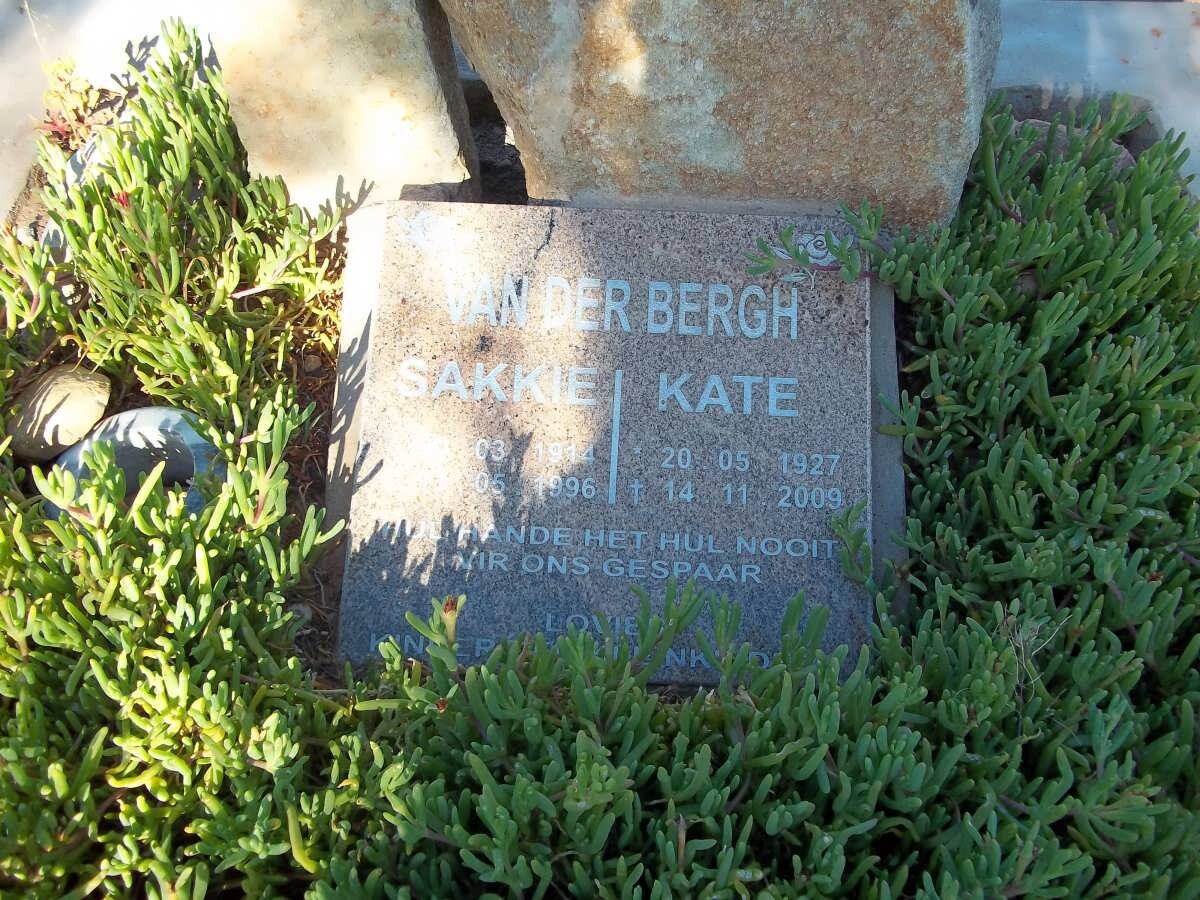 VAN DER BERGH
SAKKIE KATE
03 1914 * 20 05 1927
05 1996 † 14 11 2009
HUL HANDE HET HUL NOOIT
VIR ONS GESPAAR